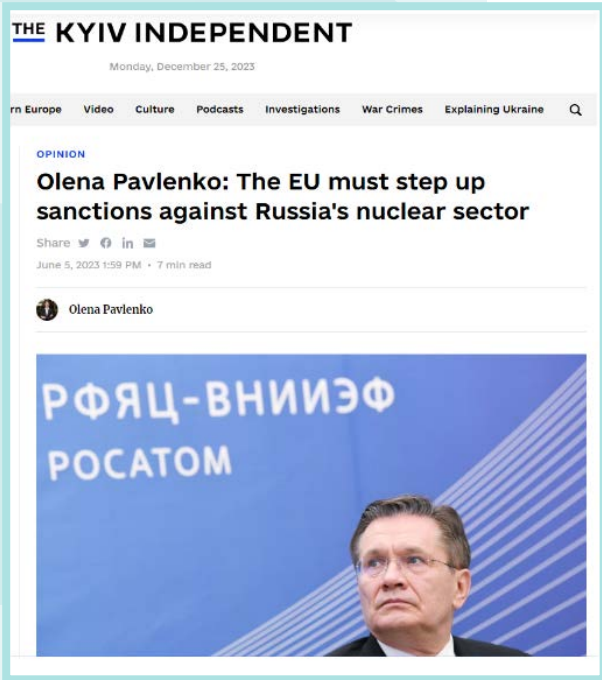 THE KYIV INDEPENDENT
Monday, December 25, 2023
rn Europe Video Culture Podcasts Investigations War Crimes Explaining Ukraine
OPINION
Olena Pavlenko: The EU must step up
sanctions against Russia's nuclear sector
Share
June 5, 2023 1:59 PM • 7 min read
Olena Pavlenko
РФЯЦ-ВНИИЭФ
РОСАТОМ